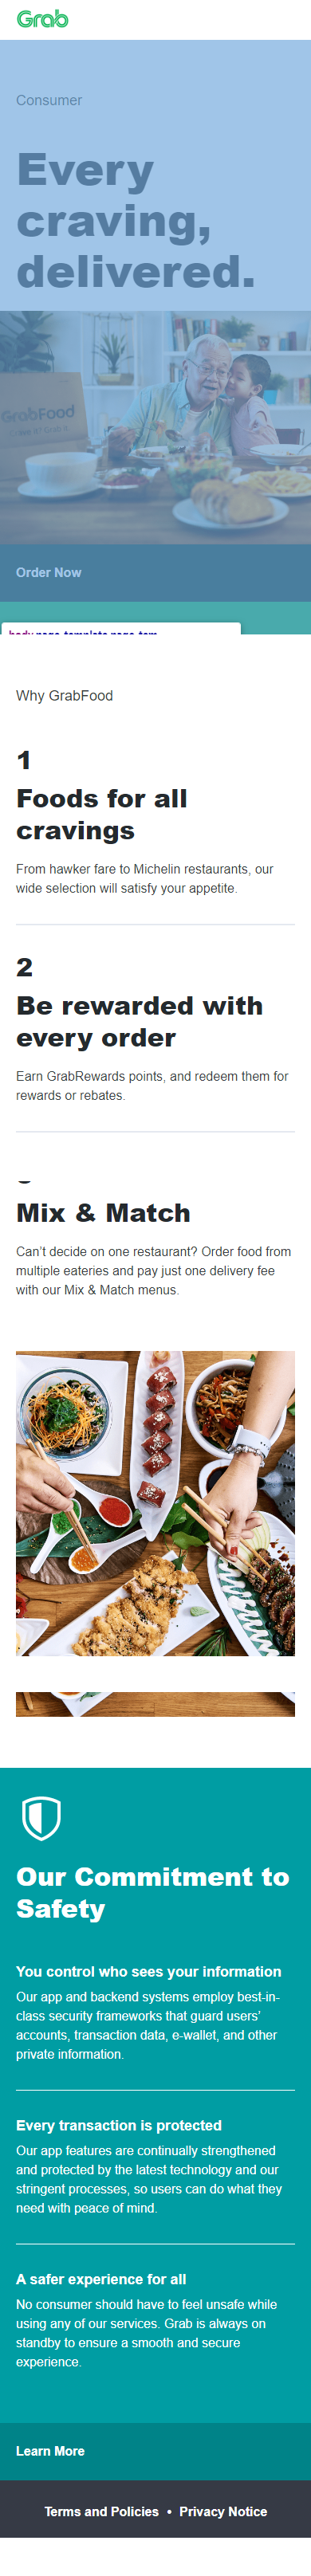 Grab
Consumer
Every
craving,
delivered.
GrabFood
Order Now
Why GrabFood
1
Foods for all
cravings
From hawker fare to Michelin restaurants, our
wide selection will satisfy your appetite.
2
Be rewarded with
every order
Earn GrabRewards points, and redeem them for
rewards or rebates.
Mix & Match
Can’t decide on one restaurant? Order food from
multiple eateries and pay just one delivery fee
with our Mix & Match menus.
Our Commitment to
Safety
You control who sees your information
Our app and backend systems employ best-in-
class security frameworks that guard users’
accounts, transaction data, e-wallet, and other
private information.
Every transaction is protected
Our app features are continually strengthened
and protected by the latest technology and our
stringent processes, so users can do what they
need with peace of mind.
A safer experience for all
No consumer should have to feel unsafe while
using any of our services. Grab is always on
standby to ensure a smooth and secure
experience.
Learn More
Terms and Policies • Privacy Notice